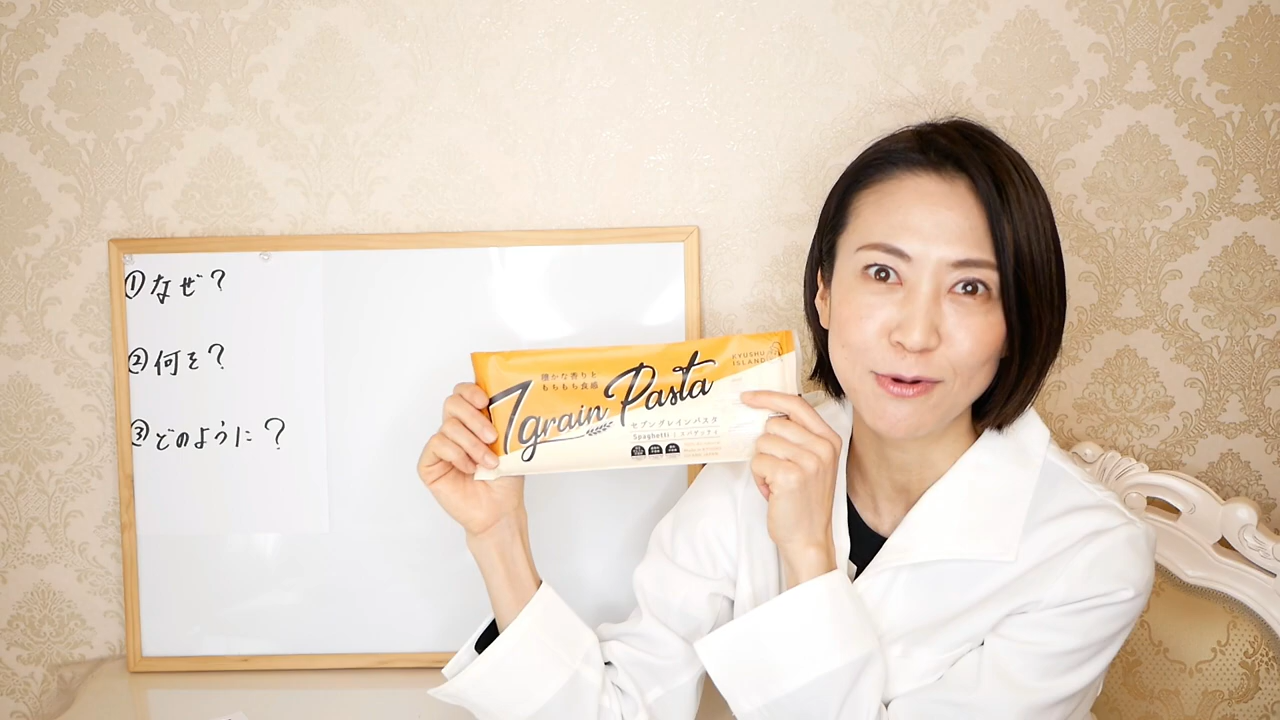 ①なぜ?
②何を?
③どのように?
KYUSHU
ISLAND
穏かな香りと
もちもち食感
7grain Pasta
セブングレインパスタ
Spaghetti | スパゲッティ